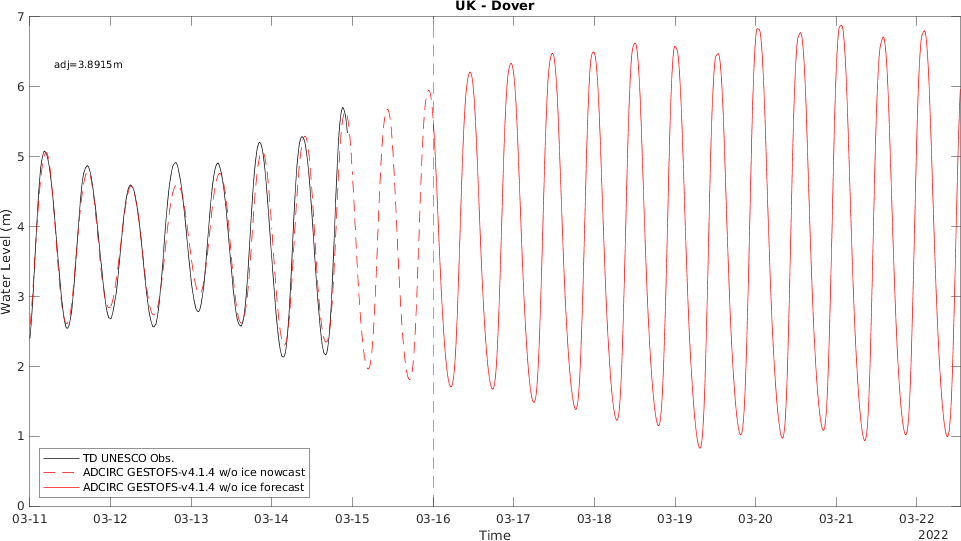 UK - Dover
7
adj=3.8915m
6
5
4
3
2
1
0
Water Level (m)
TD UNESCO Obs.
ADCIRC GESTOFS-v4.1.4 w/o ice nowcast
ADCIRC GESTOFS-v4.1.4 w/o ice forecast
03-11 03-12 03-13 03-14 03-15 03-16 03-17 03-18 03-19 03-20 03-21 03-22
Time
2022